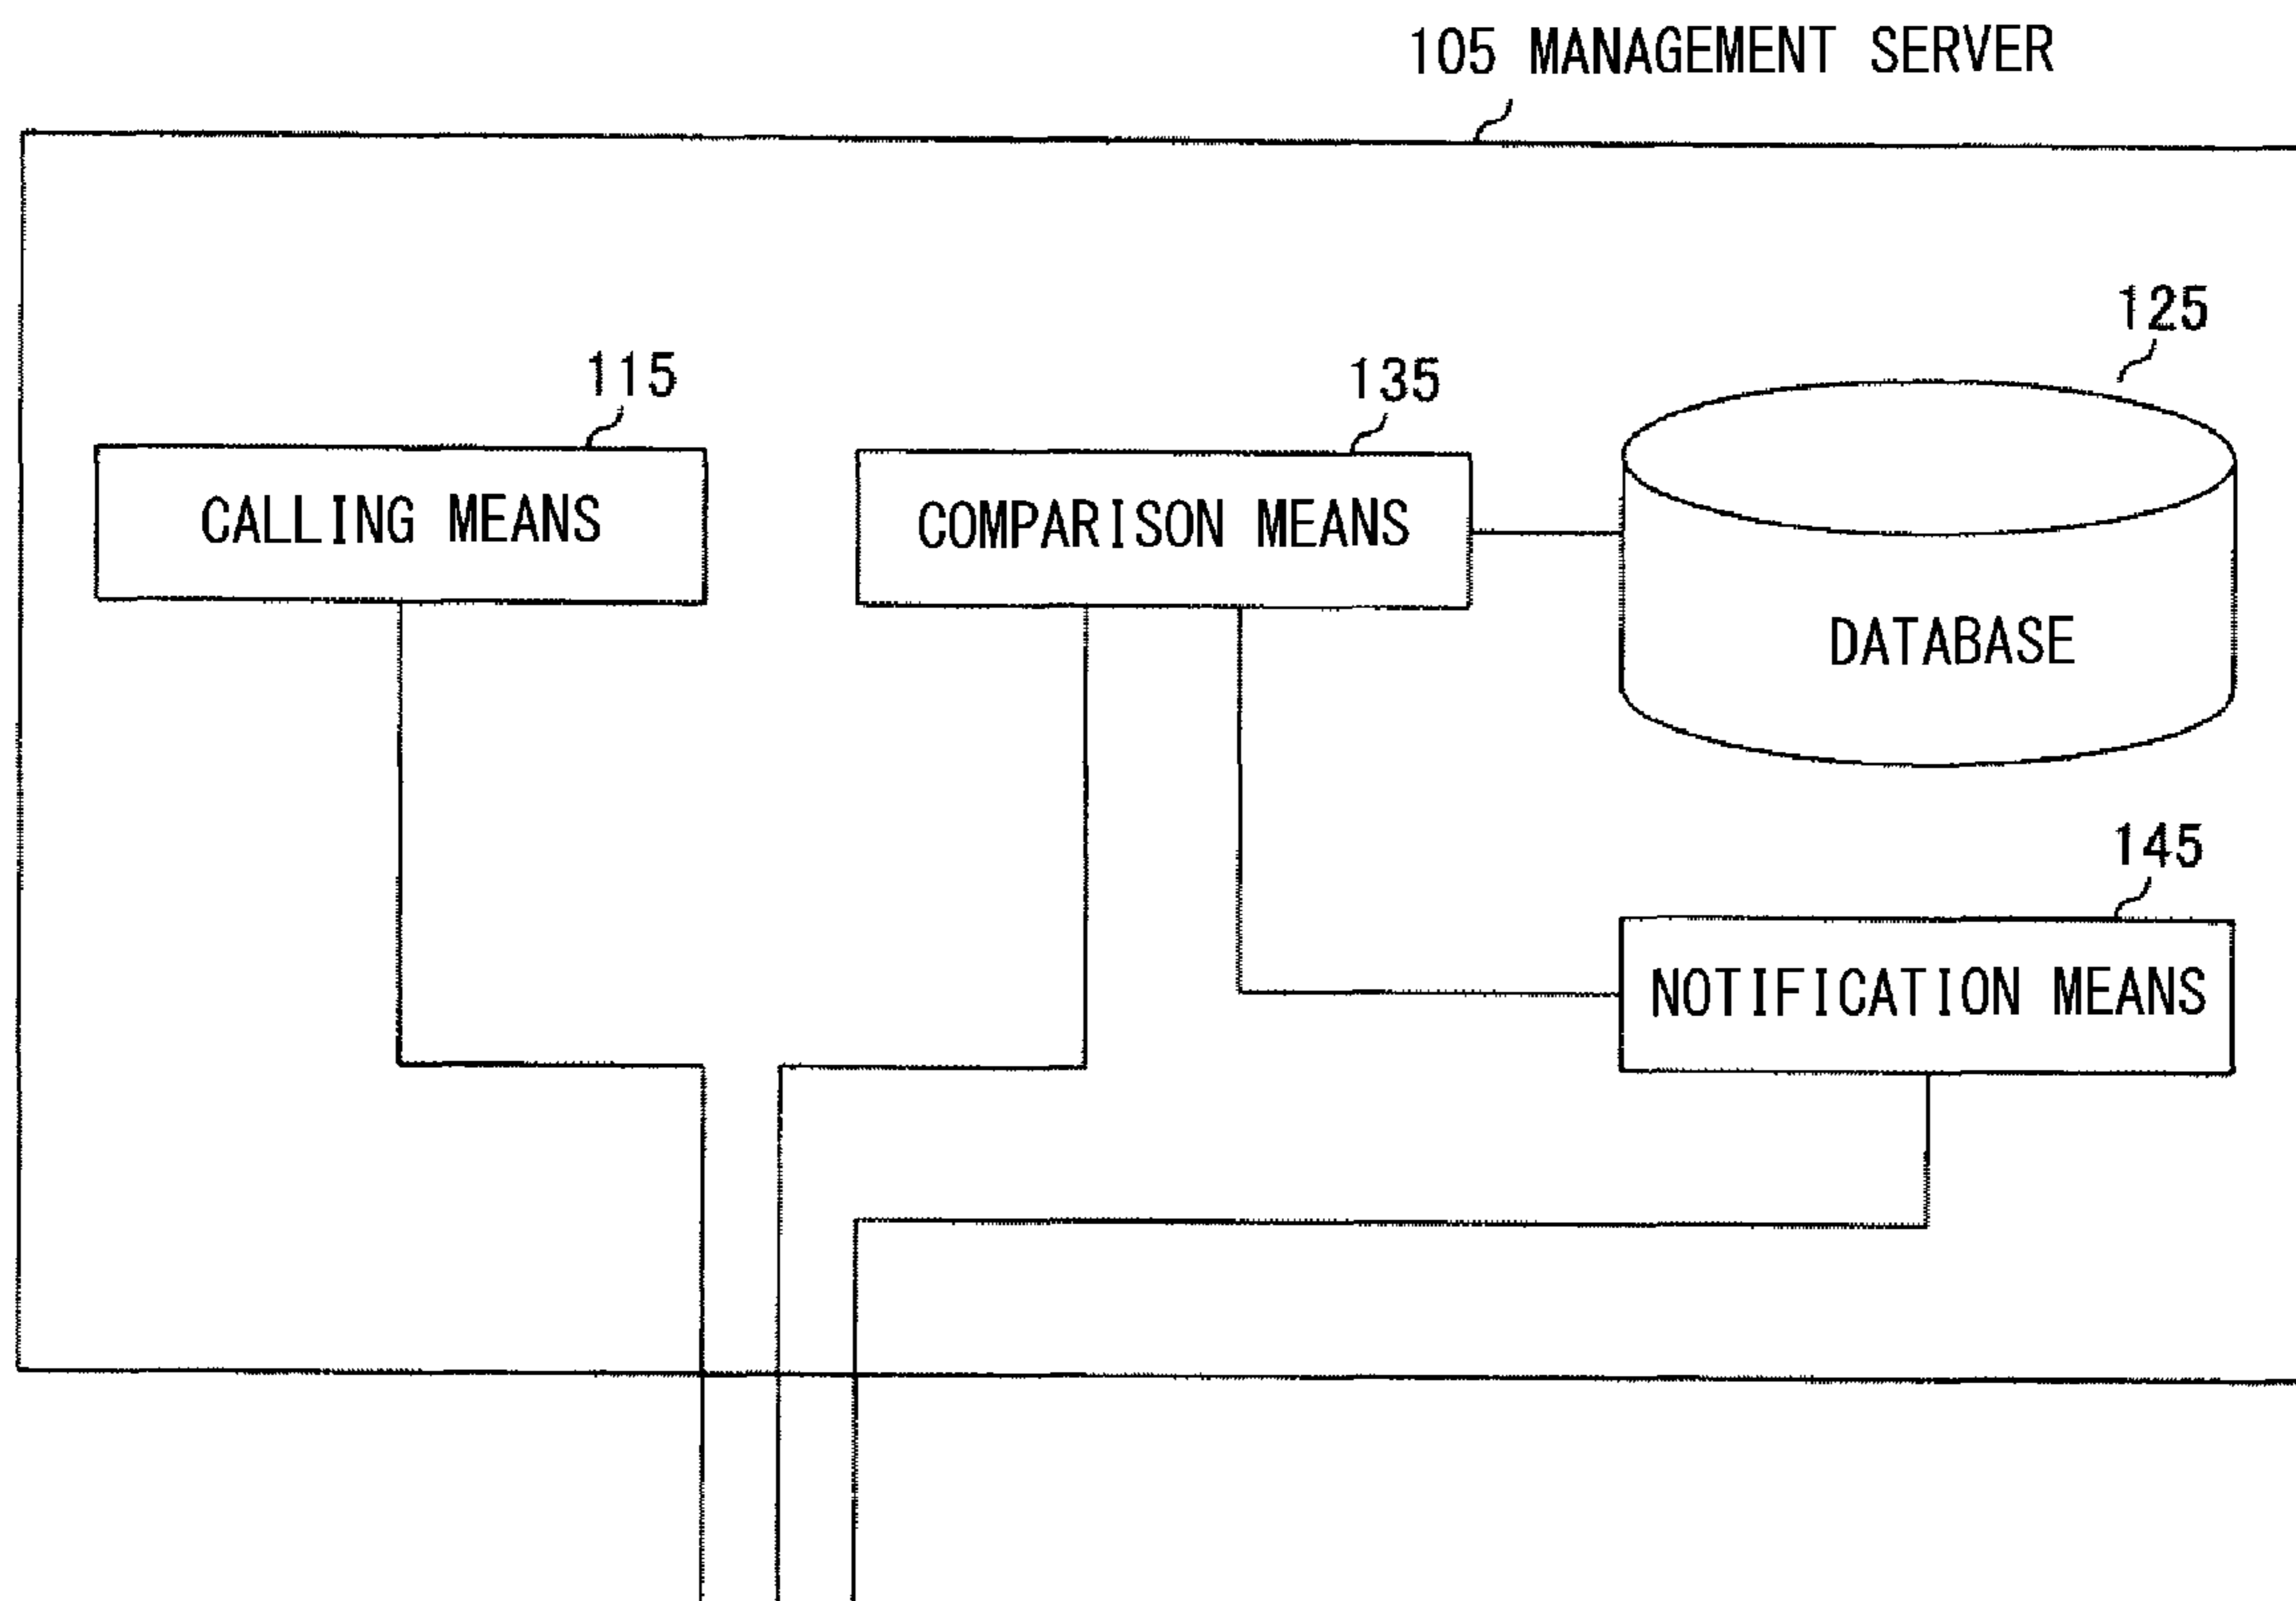 105 MANAGEMENT SERVER
125
115
135
CALLING MEANS
COMPARISON MEANS
DATABASE
145
NOTIFICATION MEANS